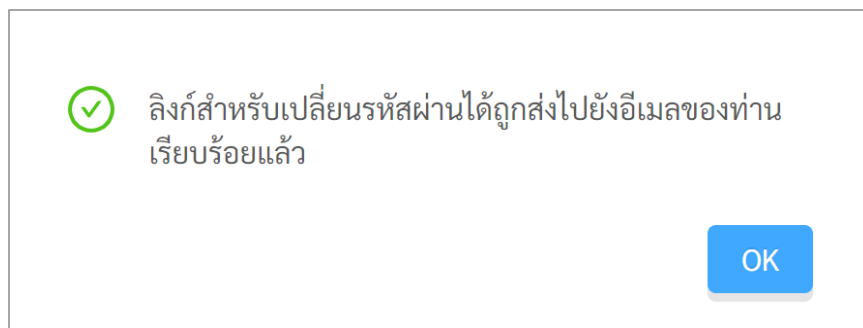 ลิงก์สำหรับเปลี่ยนรหัสผ่านได้ถูกส่งไปยังอีเมลของท่าน
เรียบร้อยแล้ว
OK